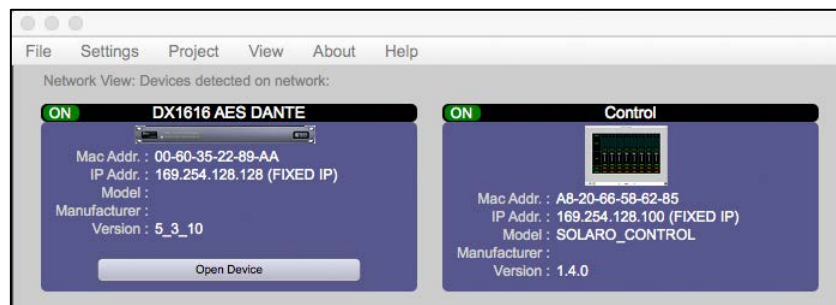 File Settings Project View About Help
Network View: Devices detected on network:
ON DX1616 AES DANTE
Mac Addr. : 00-60-35-22-89-AA
IP Addr. : 169.254.128.128 (FIXED IP)
Model :
Manufacturer :
Version : 5_3_10
Open Device
ON Control
Mac Addr. : A8-20-66-58-62-85
IP Addr. : 169.254.128.100 (FIXED IP)
Model : SOLARO_CONTROL
Manufacturer :
Version : 1.4.0